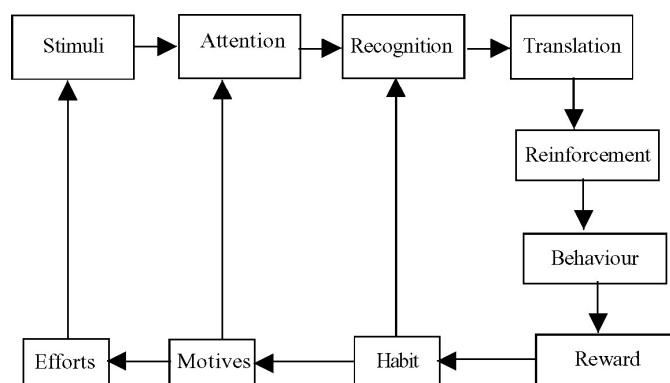 Stimuli
Attention
Recognition
Translation
Reinforcement
Behaviour
Reward
Habit
Motives
Efforts